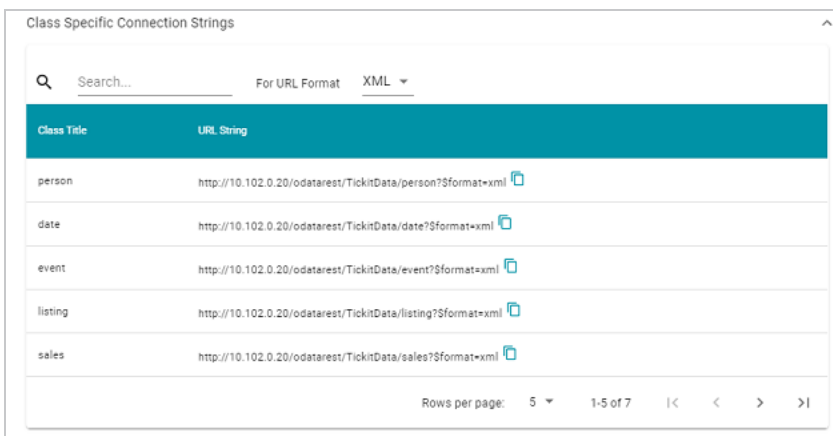 Class Specific Connection Strings
Search... For URL Format XML
Class Title URL String
person http://10.102.0.20/odatarest/TickitData/person?$format=xml
date http://10.102.0.20/odatarest/TickitData/date?$format=xml
event http://10.102.0.20/odatarest/TickitData/event?$format=xml
listing http://10.102.0.20/odatarest/TickitData/listing?$format=xml
sales http://10.102.0.20/odatarest/TickitData/sales?$format=xml
Rows per page: 5 1-5 of 7